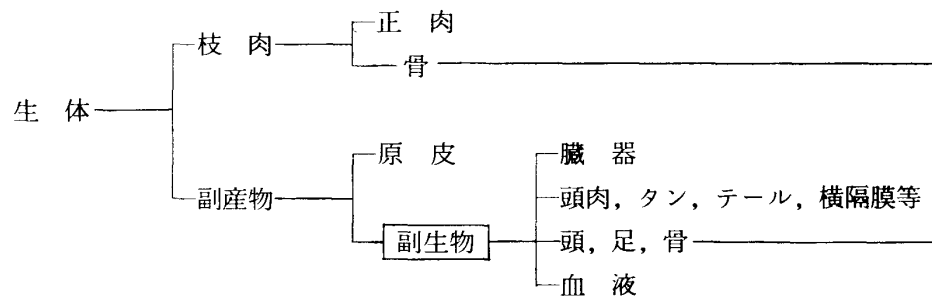 正 肉
枝 肉
骨
生 体
原 皮
臓 器
副産物
頭肉，タン，テール，横隔膜等
副生物
頭，足，骨
血 液